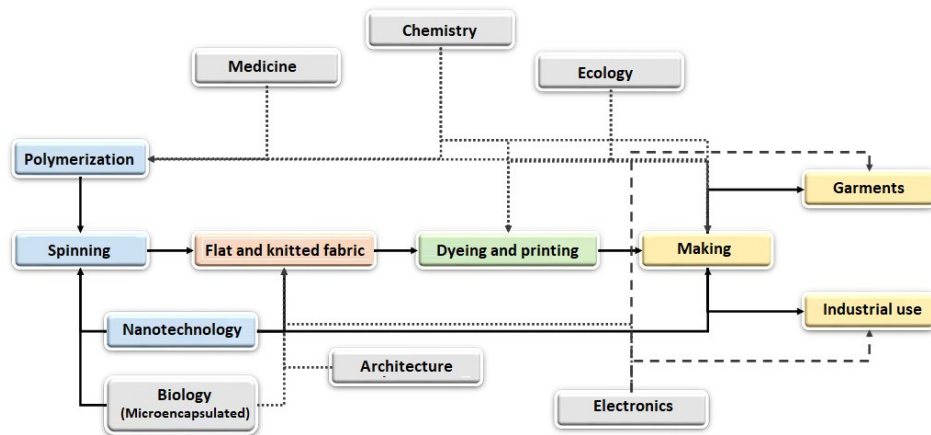 Chemistry
Medicine
Ecology
Polymerization
Garments
Spinning
Flat and knitted fabric
Dyeing and printing
Making
Nanotechnology
Industrial use
Architecture
Biology
(Microencapsulated)
Electronics